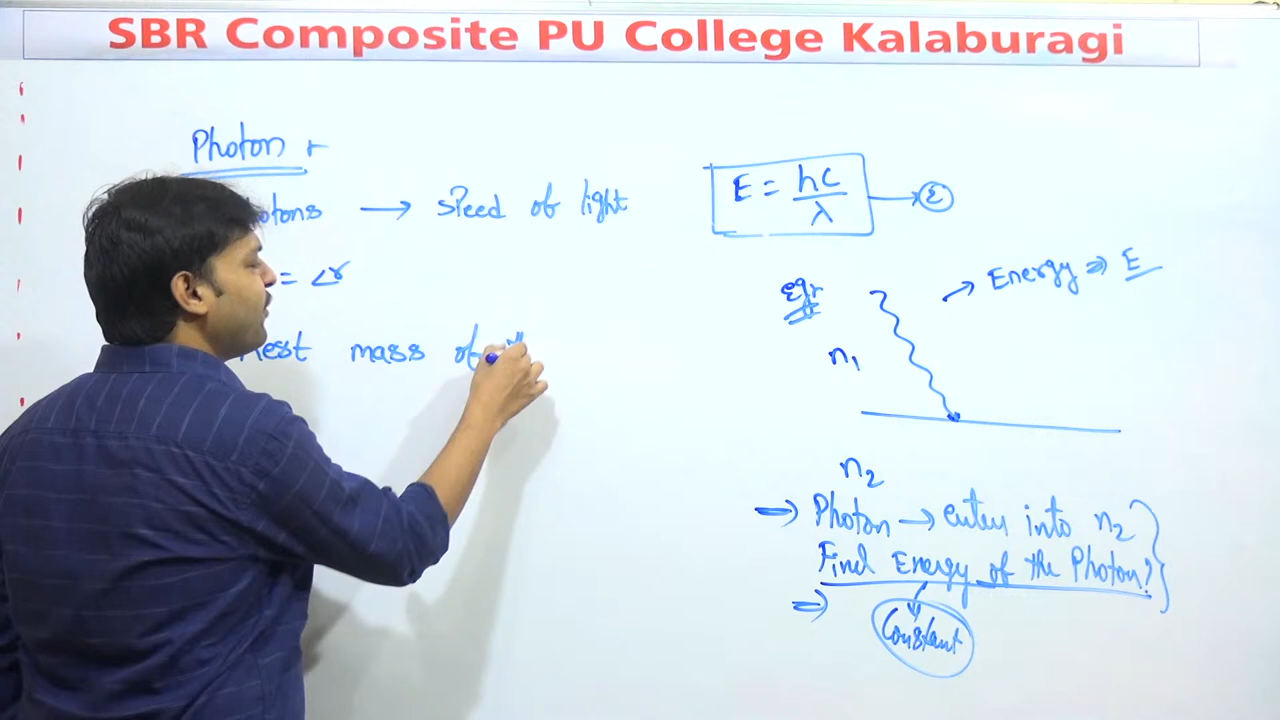 SBR Composite PU College Kalaburagi
Photon
otons → speed of light
=
Rest mass of
E = hc/λ → ②
Eg:
→ Energy ⇒ E
n₁
n₂
⇒ Photon → enters into n₂
Find Energy of the Photon?
⇒
Constant